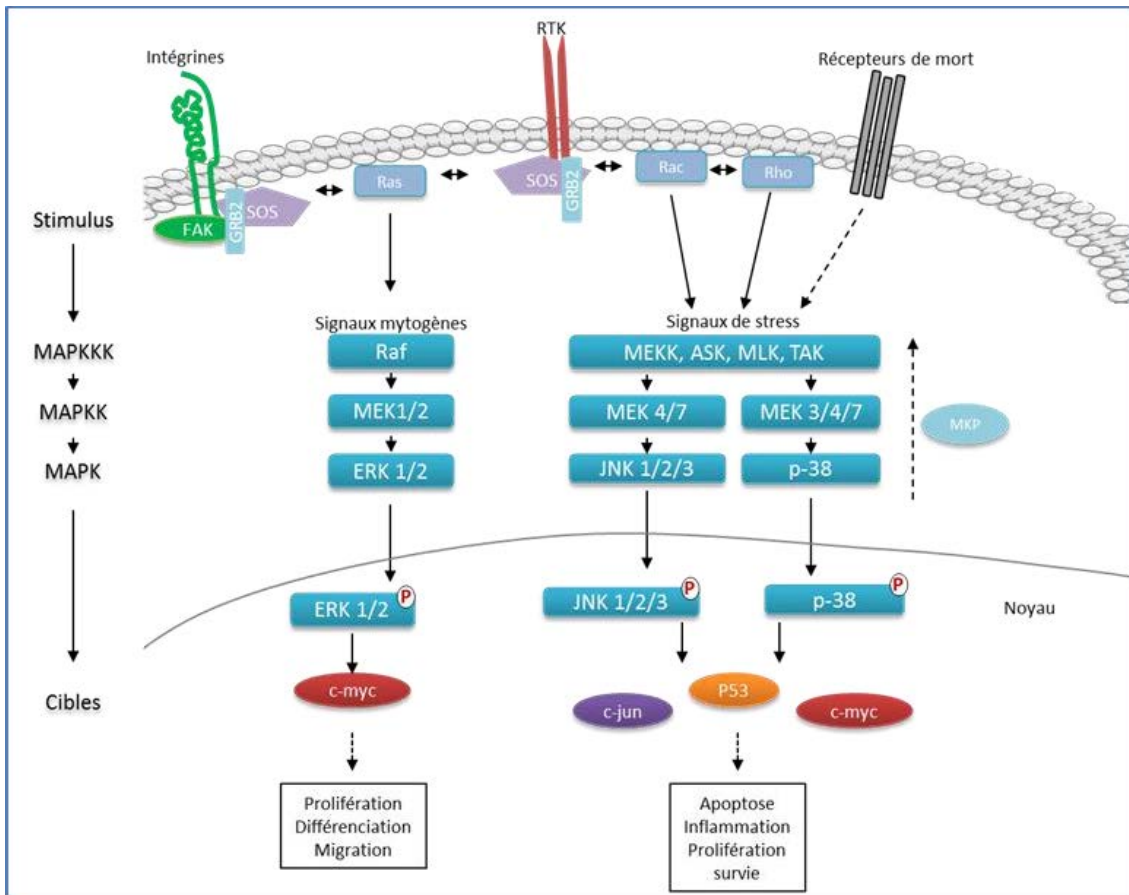 RTK
Intégrines
Récepteurs de mort
Ras
SOS
GRB2
Rac
Rho
FAK
GRB2
SOS
Stimulus
Signaux mytogènes
Signaux de stress
MAPKKK
Raf
MEKK, ASK, MLK, TAK
MAPKK
MEK1/2
MEK 4/7
MEK 3/4/7
MKP
MAPK
ERK 1/2
JNK 1/2/3
p-38
P
P
P
ERK 1/2
JNK 1/2/3
p-38
Noyau
Cibles
c-myc
c-jun
P53
c-myc
Prolifération
Différenciation
Migration
Apoptose
Inflammation
Prolifération
survie